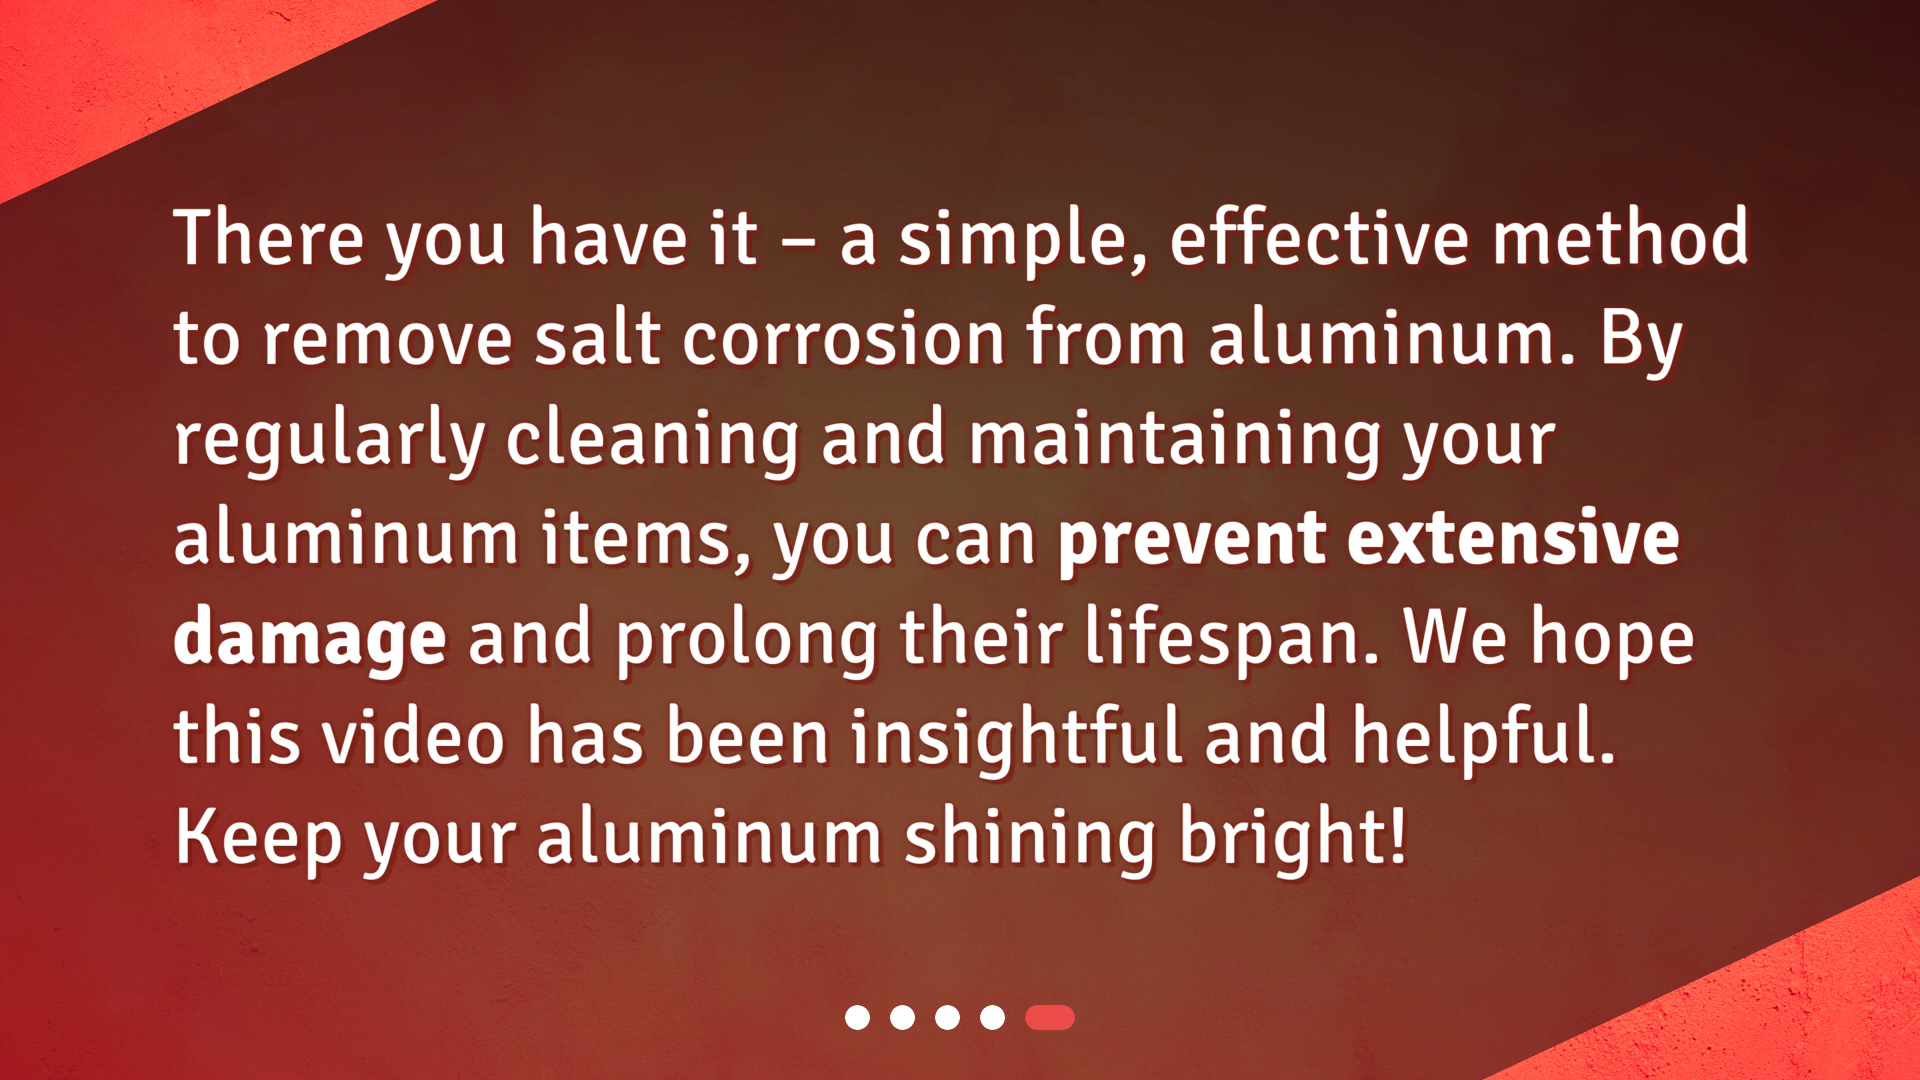 There you have it – a simple, effective method
to remove salt corrosion from aluminum. By
regularly cleaning and maintaining your
aluminum items, you can prevent extensive
damage and prolong their lifespan. We hope
this video has been insightful and helpful.
Keep your aluminum shining bright!